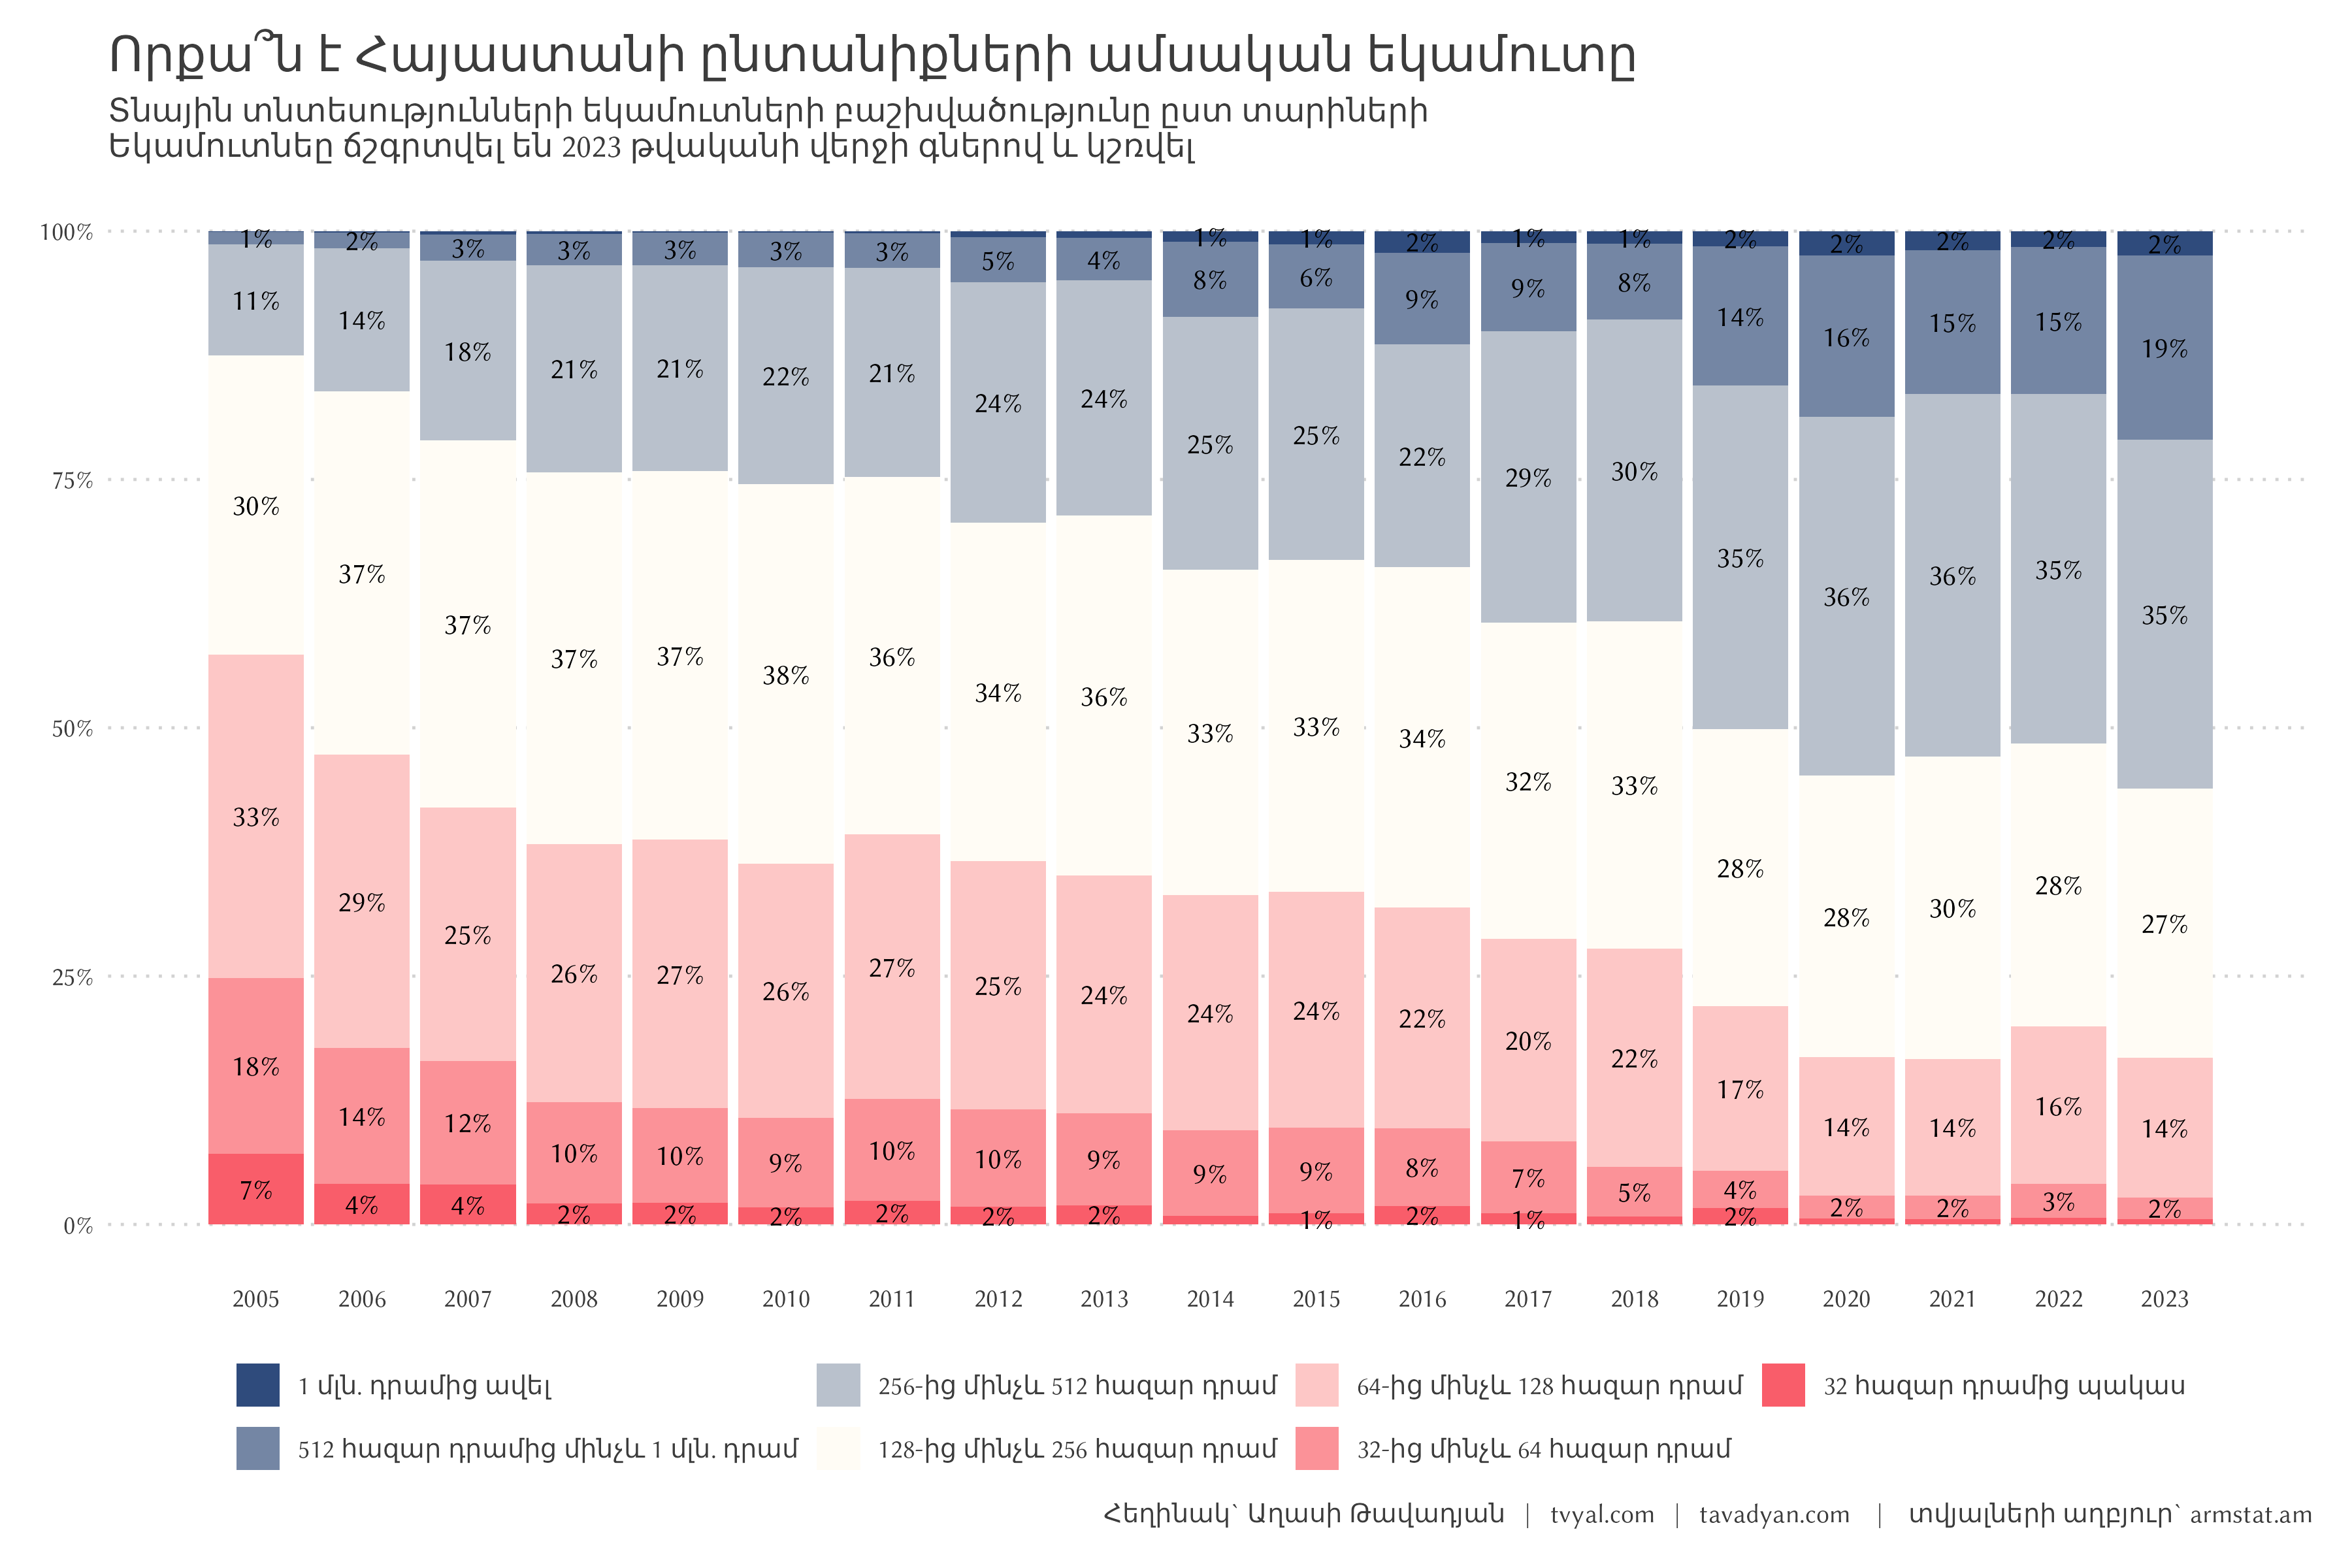 Որքա՞ն է Հայաստանի ընտանիքների ամսական եկամուտը
Տնային տնտեսությունների եկամուտների բաշխվածությունը ըստ տարիների
Եկամուտնեը ճշգրտվել են 2023 թվականի վերջի գներով և կշռվել
100%
75%
50%
25%
0%
1% 2% 3% 3% 3% 3% 3% 5% 4% 1% 1% 2% 1% 1% 2% 2% 2% 2% 2%
8% 6% 9% 9% 8% 14% 16% 15% 15% 19%
11% 14% 18% 21% 21% 22% 21% 24% 24% 25% 25% 22% 29% 30% 35% 36% 36% 35% 35%
30% 37% 37% 37% 37% 38% 36% 34% 36% 33% 33% 34% 32% 33% 28% 28% 30% 28% 27%
33% 29% 25% 26% 27% 26% 27% 25% 24% 24% 24% 22% 20% 22% 17% 14% 14% 16% 14%
18% 14% 12% 10% 10% 9% 10% 10% 9% 9% 9% 8% 7% 5% 4% 2% 2% 3% 2%
7% 4% 4% 2% 2% 2% 2% 2% 2% 1% 2% 1% 2%
2005 2006 2007 2008 2009 2010 2011 2012 2013 2014 2015 2016 2017 2018 2019 2020 2021 2022 2023
1 մլն. դրամից ավել 256-ից մինչև 512 հազար դրամ 64-ից մինչև 128 հազար դրամ 32 հազար դրամից պակաս
512 հազար դրամից մինչև 1 մլն. դրամ 128-ից մինչև 256 հազար դրամ 32-ից մինչև 64 հազար դրամ
Հեղինակ` Աղասի Թավադյան | tvyal.com | tavadyan.com | տվյալների աղբյուր` armstat.am